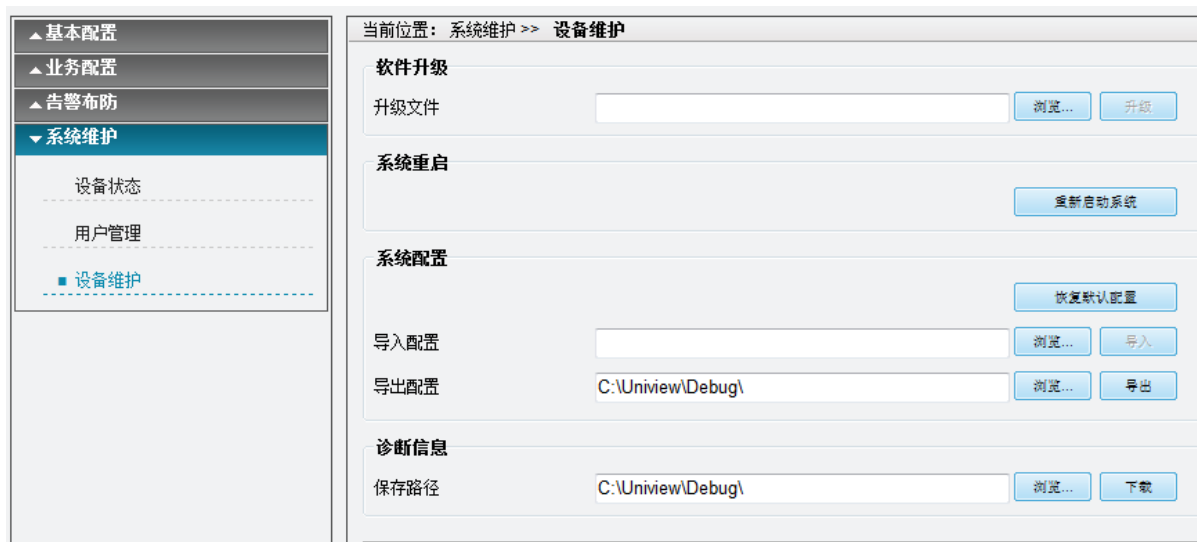 基本配置
业务配置
告警布防
系统维护
设备状态
用户管理
设备维护
当前位置： 系统维护 >> 设备维护
软件升级
升级文件 浏览... 升级
系统重启
重新启动系统
系统配置
恢复默认配置
导入配置 浏览... 导入
导出配置 C:\Uniview\Debug\ 浏览... 导出
诊断信息
保存路径 C:\Uniview\Debug\ 浏览... 下载